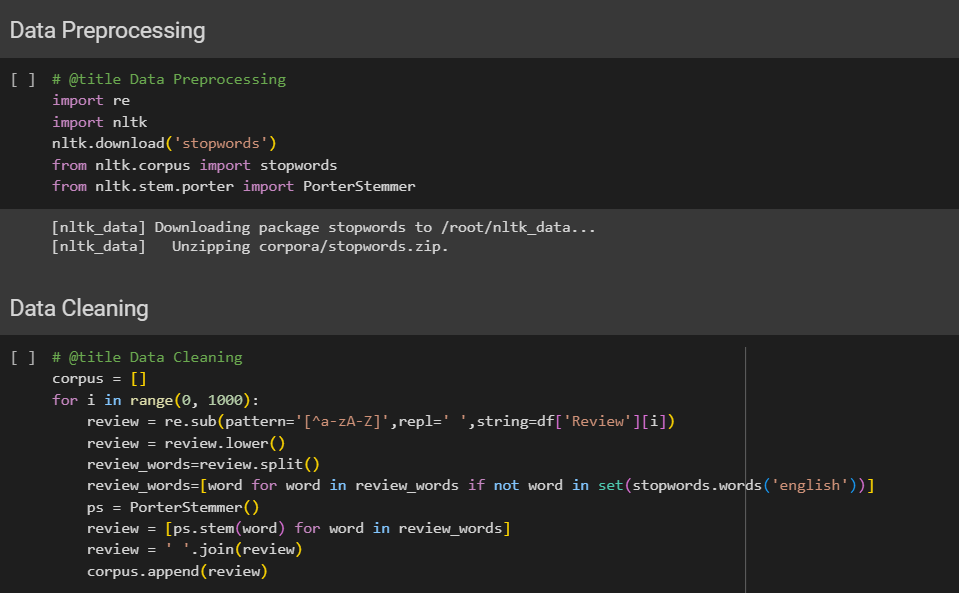 Data Preprocessing
[ ] # @title Data Preprocessing
import re
import nltk
nltk.download('stopwords')
from nltk.corpus import stopwords
from nltk.stem.porter import PorterStemmer
[nltk_data] Downloading package stopwords to /root/nltk_data...
[nltk_data]   Unzipping corpora/stopwords.zip.
Data Cleaning
[ ] # @title Data Cleaning
corpus = []
for i in range(0, 1000):
    review = re.sub(pattern='[^a-zA-Z]',repl=' ',string=df['Review'][i])
    review = review.lower()
    review_words=review.split()
    review_words=[word for word in review_words if not word in set(stopwords.words('english'))]
    ps = PorterStemmer()
    review = [ps.stem(word) for word in review_words]
    review = ' '.join(review)
    corpus.append(review)